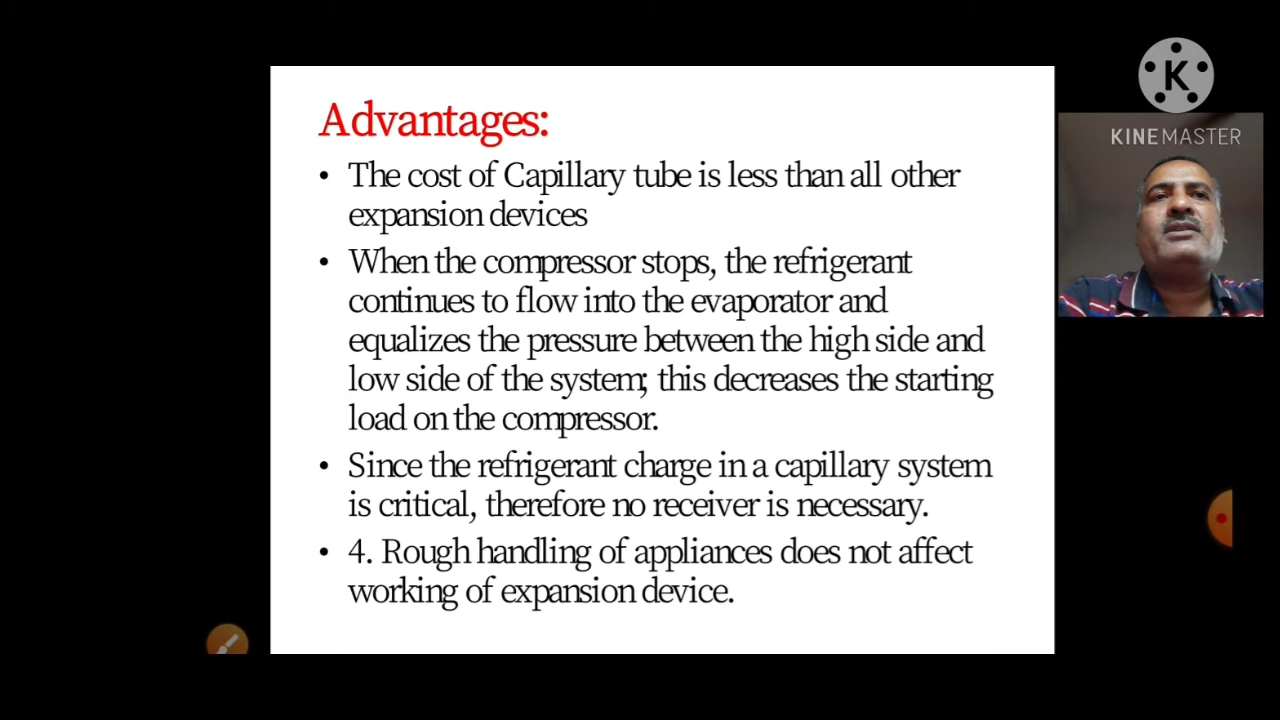 K
KINEMASTER
Advantages:
• The cost of Capillary tube is less than all other
expansion devices
• When the compressor stops, the refrigerant
continues to flow into the evaporator and
equalizes the pressure between the high side and
low side of the system; this decreases the starting
load on the compressor.
• Since the refrigerant charge in a capillary system
is critical, therefore no receiver is necessary.
• 4. Rough handling of appliances does not affect
working of expansion device.